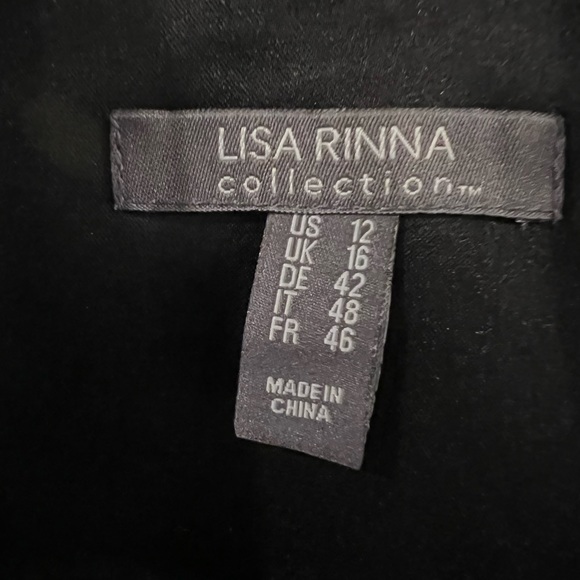 LISA RINNA
collection™
US 12
UK 16
DE 42
IT 48
FR 46
MADE IN
CHINA